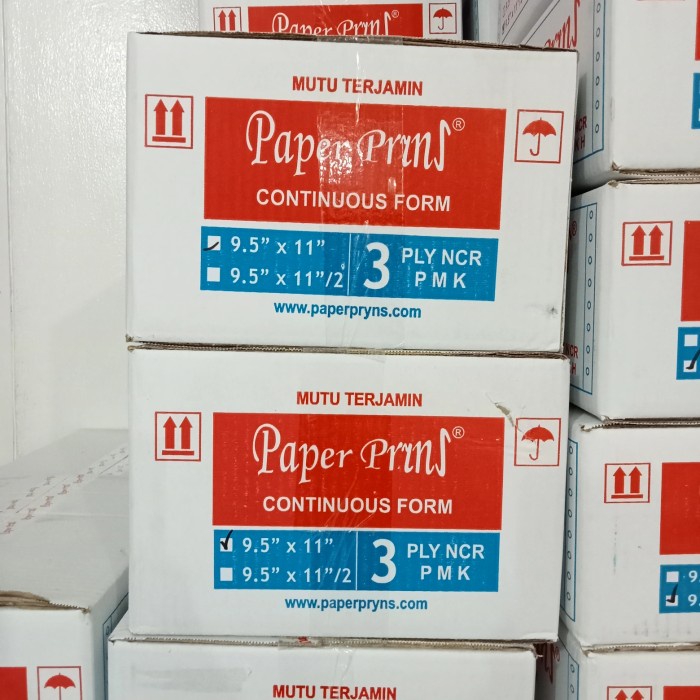 Paper Pryns
MUTU TERJAMIN
Paper Pryns®
CONTINUOUS FORM
9.5” x 11”
9.5” x 11”/2
3
PLY NCR
P M K
www.paperpryns.com
MUTU TERJAMIN
Paper Pryns®
CONTINUOUS FORM
9.5” x 11”
9.5” x 11”/2
3
PLY NCR
P M K
www.paperpryns.com
MUTU TERJAMIN